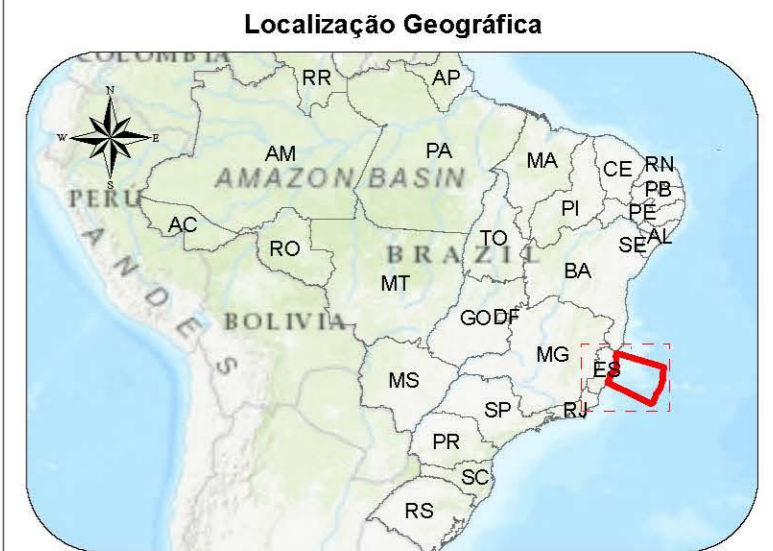 Localização Geográfica
COLOMBIA
RR
AP
N
W
E
S
AM
PA
MA
CE
RN
AMAZON BASIN
PB
PERÚ
PI
PE
AC
TO
AL
RO
BRAZIL
SE
MT
BA
ANDES
BOLIVIA
GO
DF
MG
ES
MS
SP
RJ
PR
SC
RS